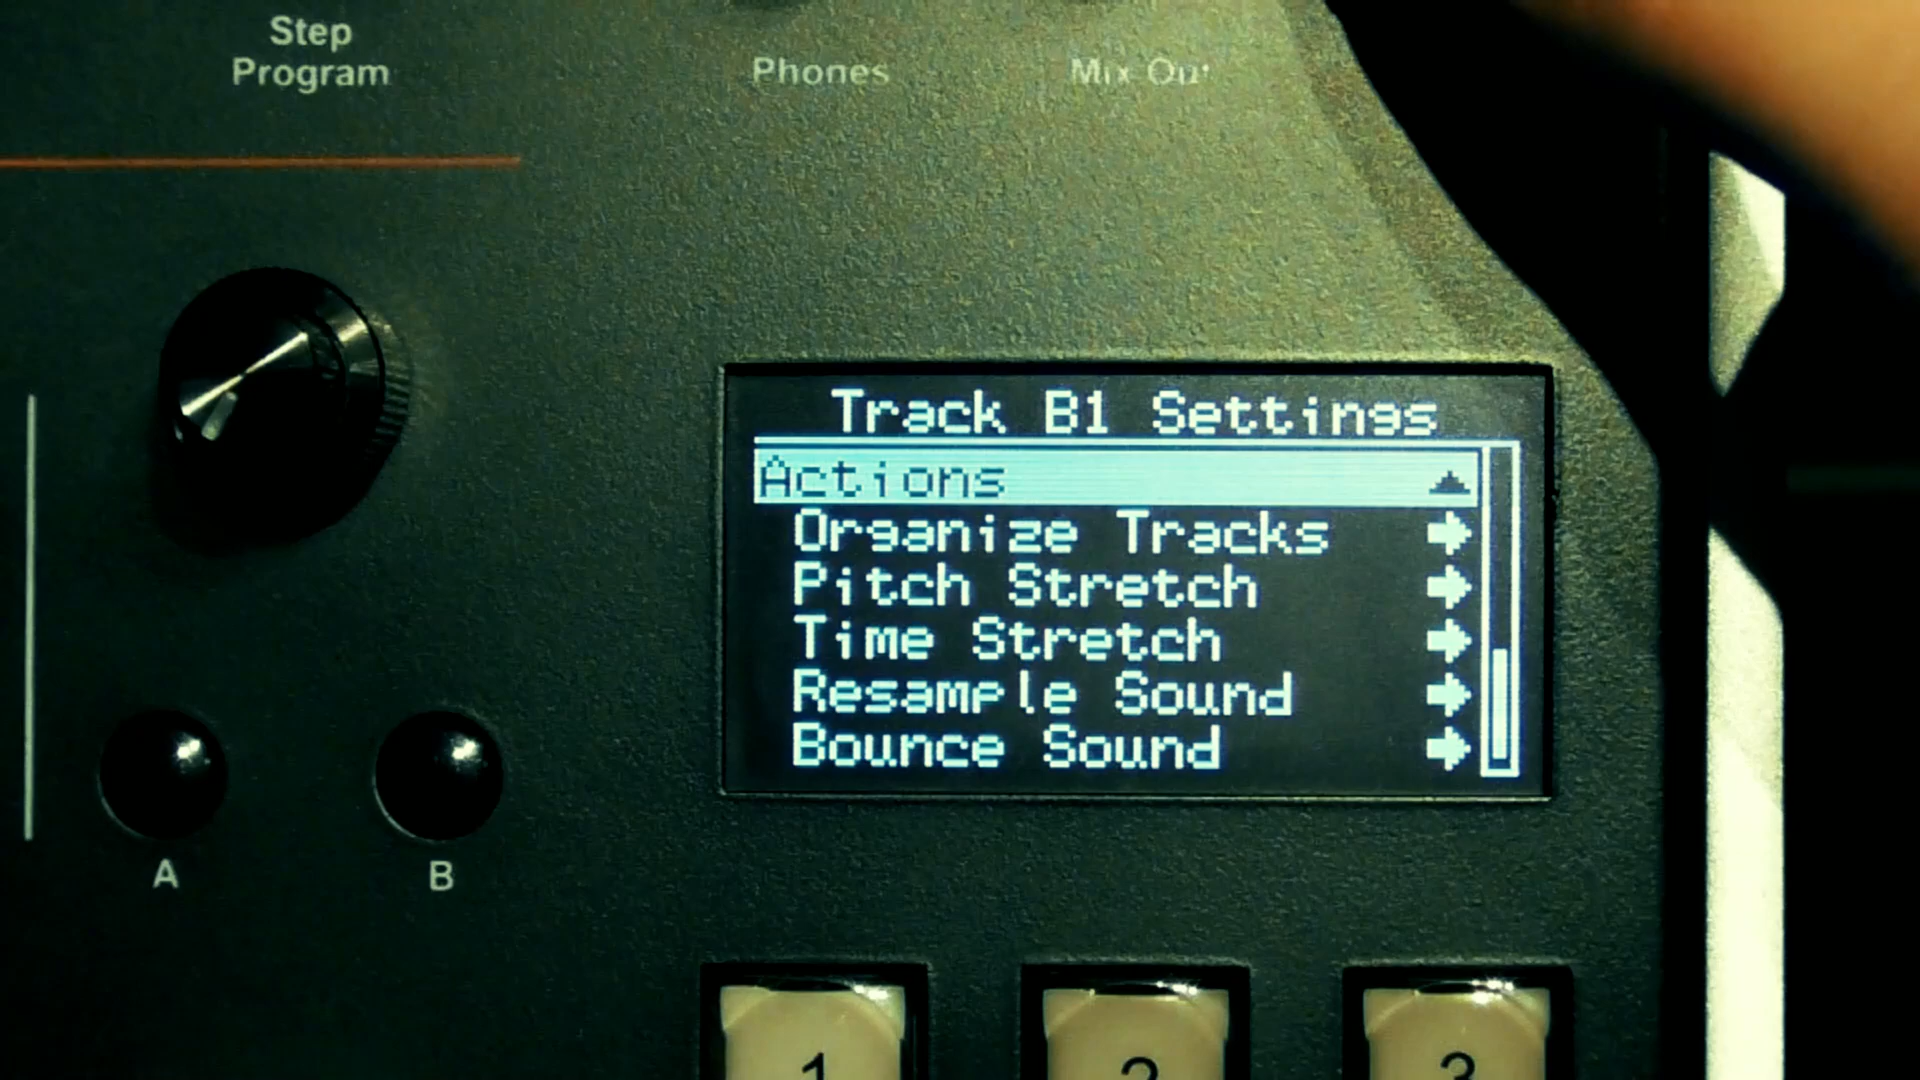 Step
Program
Phones
Mix Out
Track B1 Settings
Actions
Organize Tracks
Pitch Stretch
Time Stretch
Resample Sound
Bounce Sound
A
B
1
2
3